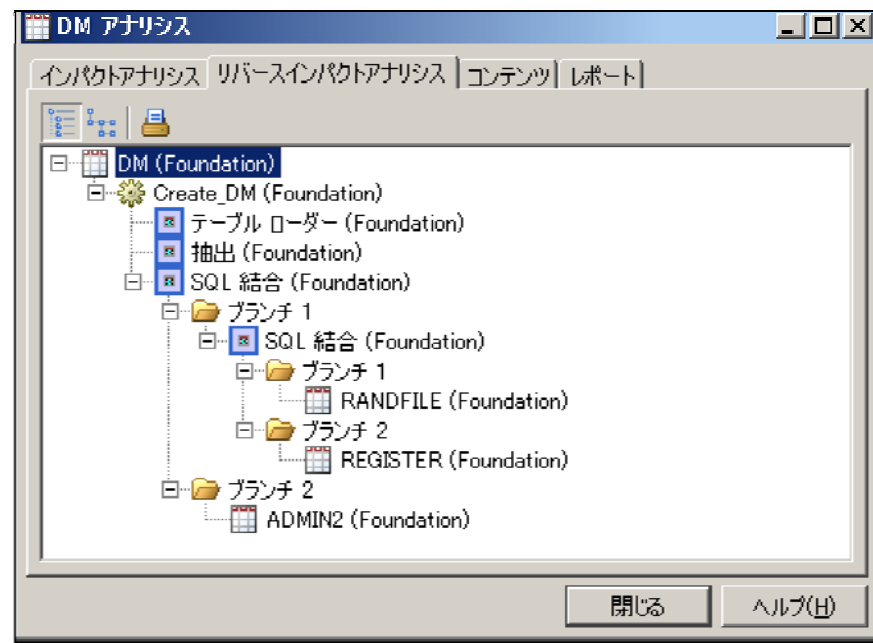 DM アナリシス
インパクトアナリシス リバースインパクトアナリシス コンテンツ レポート
DM (Foundation)
Create_DM (Foundation)
テーブル ローダー (Foundation)
抽出 (Foundation)
SQL 結合 (Foundation)
ブランチ 1
SQL 結合 (Foundation)
ブランチ 1
RANDFILE (Foundation)
ブランチ 2
REGISTER (Foundation)
ブランチ 2
ADMIN2 (Foundation)
閉じる ヘルプ(H)